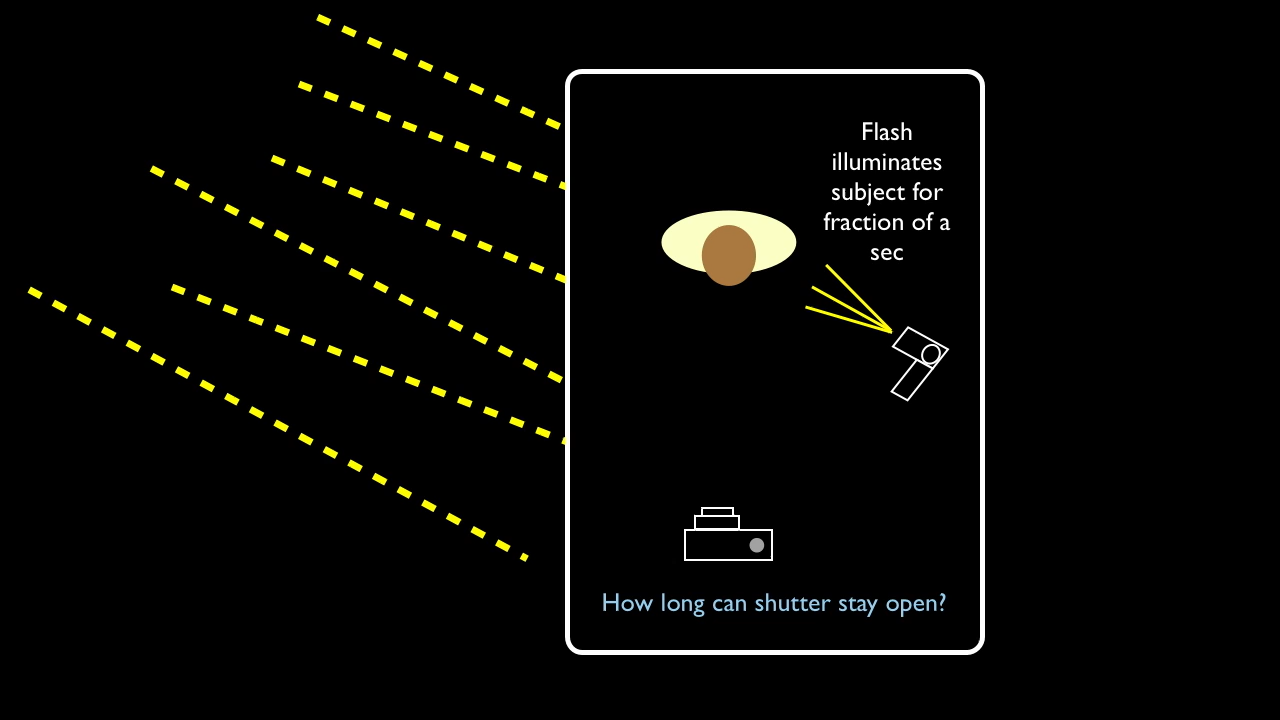 Flash
illuminates
subject for
fraction of a
sec
How long can shutter stay open?